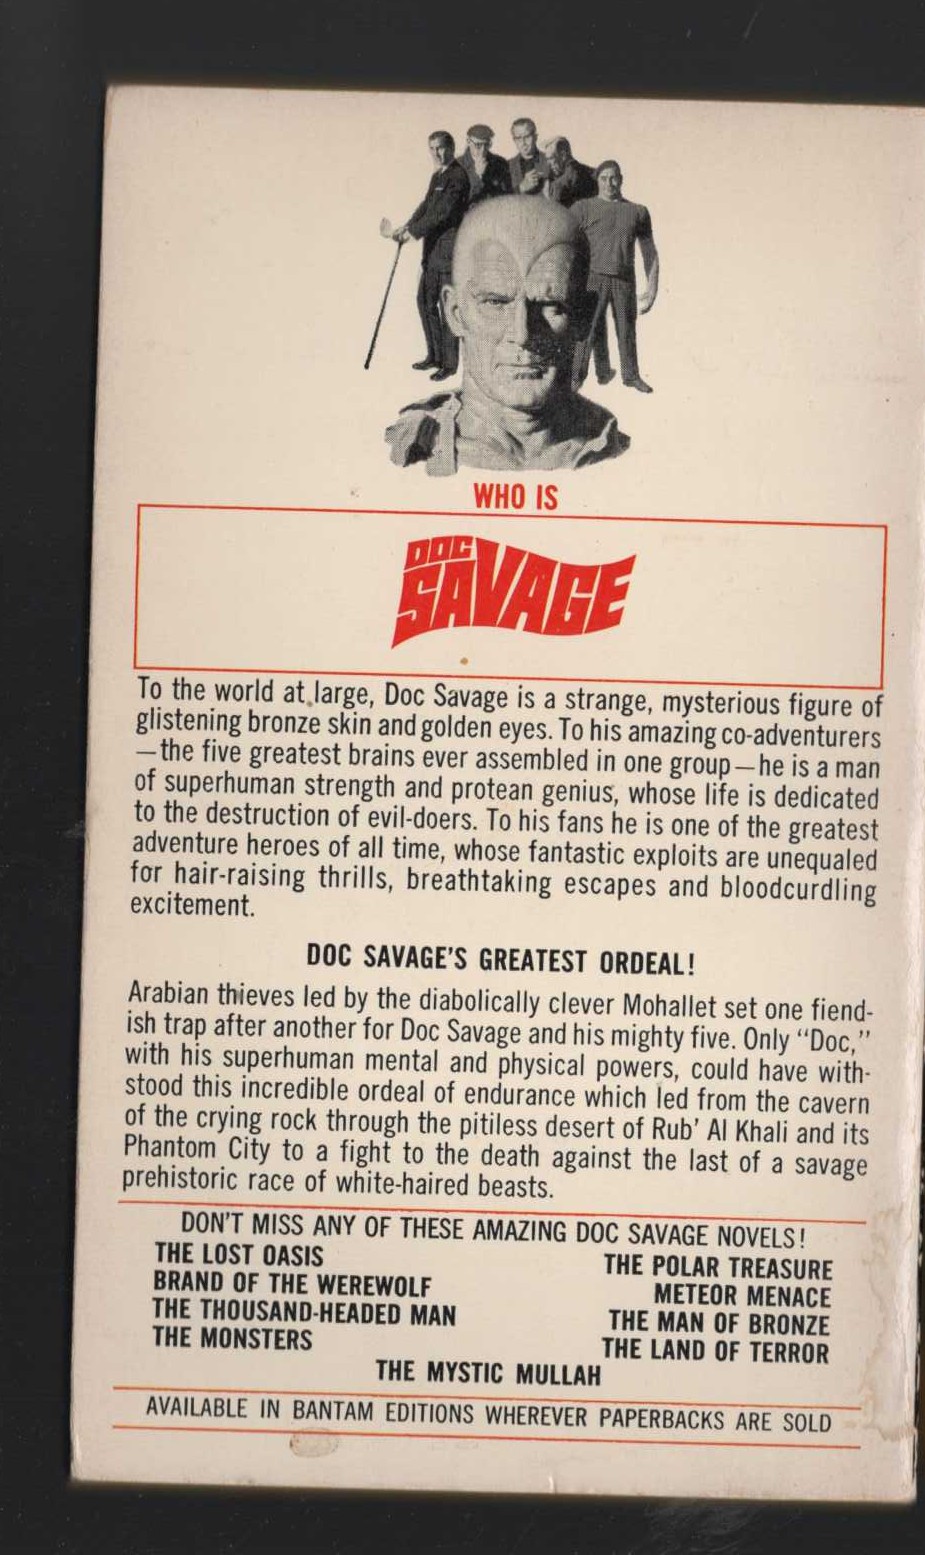 WHO IS
DOC
SAVAGE
To the world at large, Doc Savage is a strange, mysterious figure of
glistening bronze skin and golden eyes. To his amazing co-adventurers
—the five greatest brains ever assembled in one group—he is a man
of superhuman strength and protean genius, whose life is dedicated
to the destruction of evil-doers. To his fans he is one of the greatest
adventure heroes of all time, whose fantastic exploits are unequaled
for hair-raising thrills, breathtaking escapes and bloodcurdling
excitement.
DOC SAVAGE'S GREATEST ORDEAL!
Arabian thieves led by the diabolically clever Mohallet set one fiend-
ish trap after another for Doc Savage and his mighty five. Only “Doc,”
with his superhuman mental and physical powers, could have with-
stood this incredible ordeal of endurance which led from the cavern
of the crying rock through the pitiless desert of Rub' Al Khali and its
Phantom City to a fight to the death against the last of a savage
prehistoric race of white-haired beasts.
DON'T MISS ANY OF THESE AMAZING DOC SAVAGE NOVELS!
THE LOST OASIS THE POLAR TREASURE
BRAND OF THE WEREWOLF METEOR MENACE
THE THOUSAND-HEADED MAN THE MAN OF BRONZE
THE MONSTERS THE LAND OF TERROR
THE MYSTIC MULLAH
AVAILABLE IN BANTAM EDITIONS WHEREVER PAPERBACKS ARE SOLD